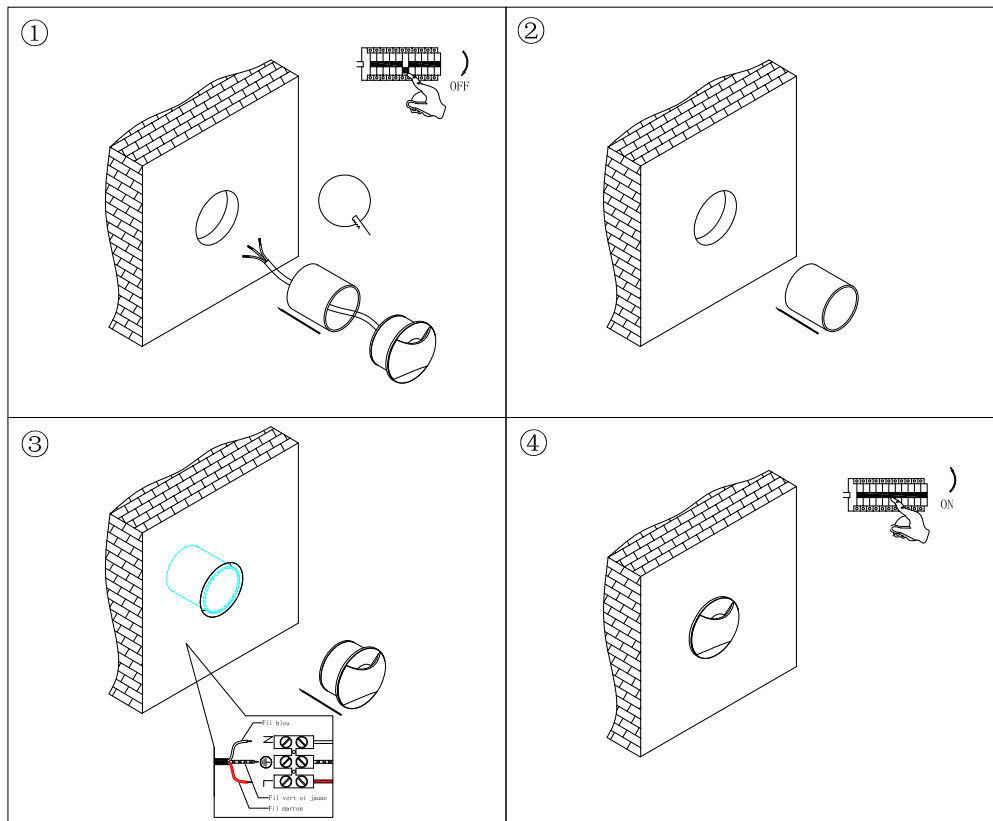 ①
OFF
②
③
Fil bleu
N
L
Fil vert et jaune
Fil marron
④
ON